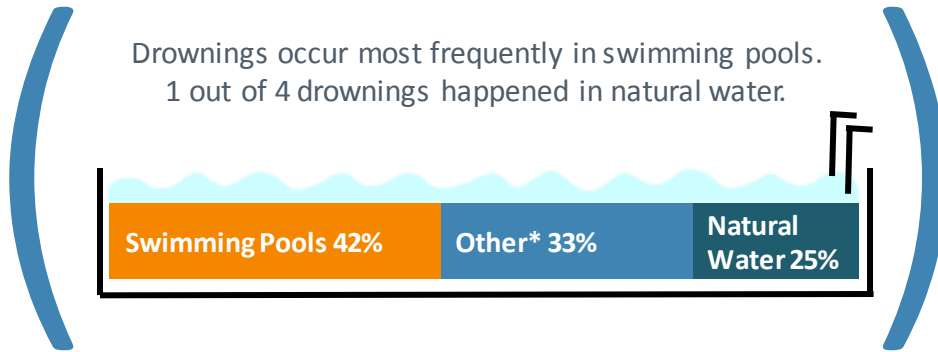 Drownings occur most frequently in swimming pools.
1 out of 4 drownings happened in natural water.
Swimming Pools 42%
Other* 33%
Natural
Water 25%